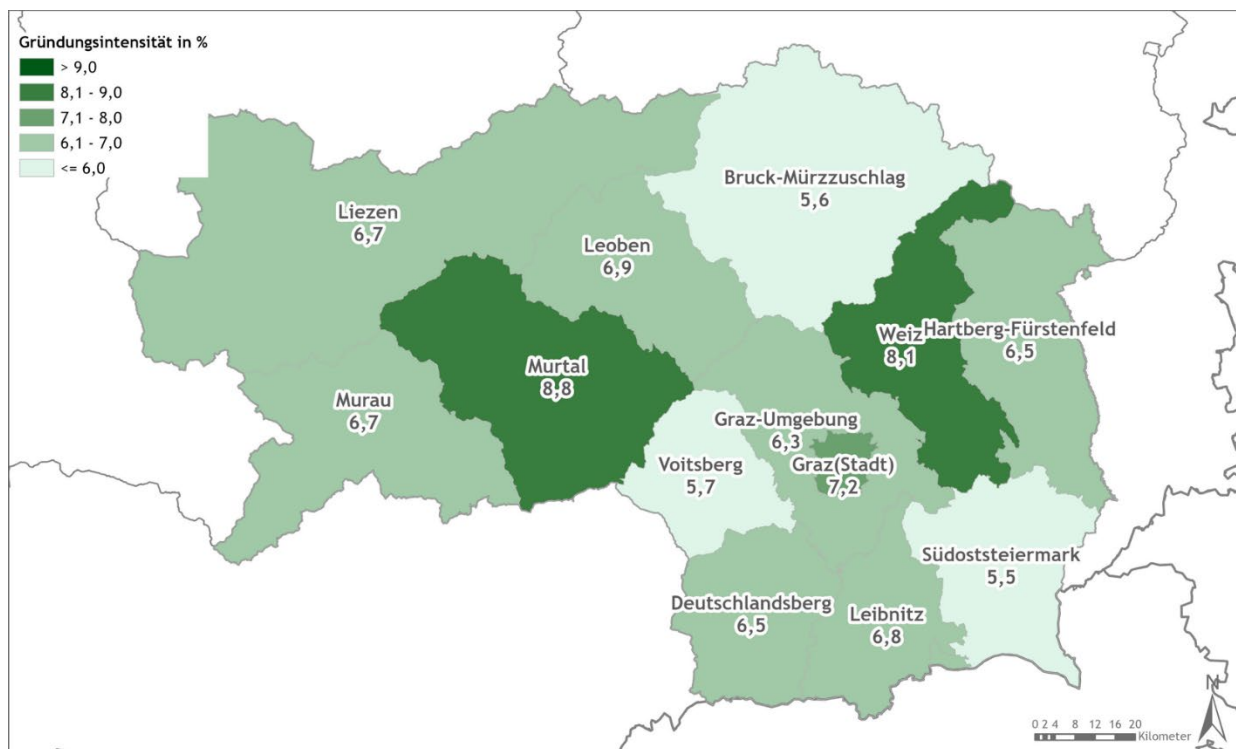 Gründungsintensität in %
> 9,0
8,1 - 9,0
7,1 - 8,0
6,1 - 7,0
<= 6,0
Bruck-Mürzzuschlag
5,6
Liezen
6,7
Leoben
6,9
Weiz
8,1
Hartberg-Fürstenfeld
6,5
Murtal
8,8
Murau
6,7
Graz-Umgebung
6,3
Voitsberg
5,7
Graz(Stadt)
7,2
Südoststeiermark
5,5
Deutschlandsberg
6,5
Leibnitz
6,8
N
0 2 4 8 12 16 20
Kilometer